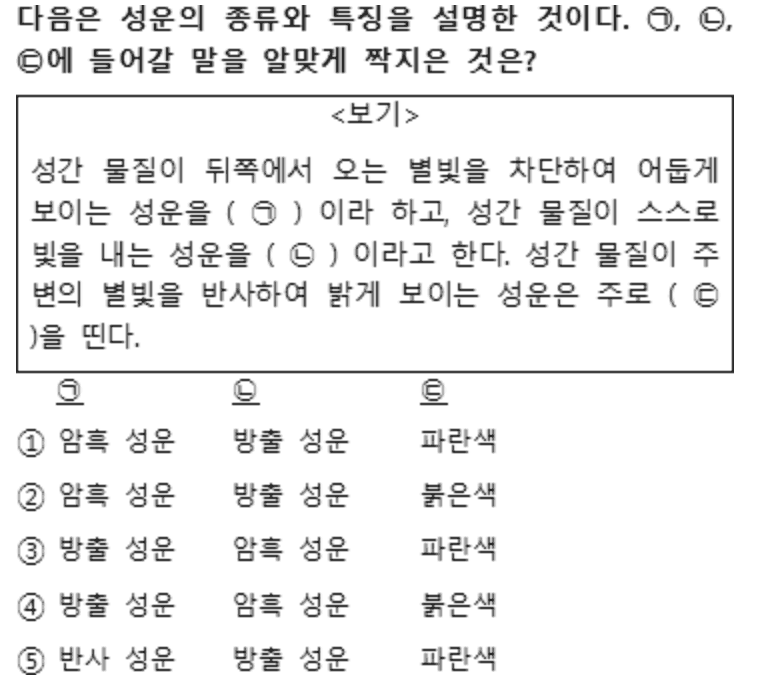 다음은 성운의 종류와 특징을 설명한 것이다. ㉠, ㉡,
㉢에 들어갈 말을 알맞게 짝지은 것은?
<보기>
성간 물질이 뒤쪽에서 오는 별빛을 차단하여 어둡게
보이는 성운을 ( ㉠ ) 이라 하고, 성간 물질이 스스로
빛을 내는 성운을 ( ㉡ ) 이라고 한다. 성간 물질이 주
변의 별빛을 반사하여 밝게 보이는 성운은 주로 ( ㉢
)을 띤다.
㉠ ㉡ ㉢
① 암흑 성운 방출 성운 파란색
② 암흑 성운 방출 성운 붉은색
③ 방출 성운 암흑 성운 파란색
④ 방출 성운 암흑 성운 붉은색
⑤ 반사 성운 방출 성운 파란색